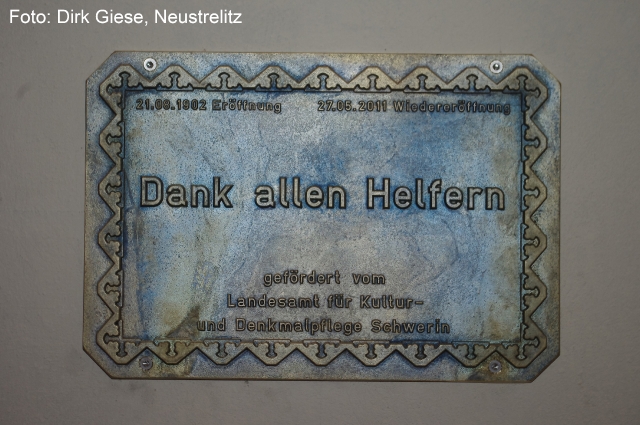 Foto: Dirk Giese, Neustrelitz
21.08.1902 Eröffnung 27.05.2011 Wiedereröffnung
Dank allen Helfern
gefördert vom
Landesamt für Kultur-
und Denkmalpflege Schwerin